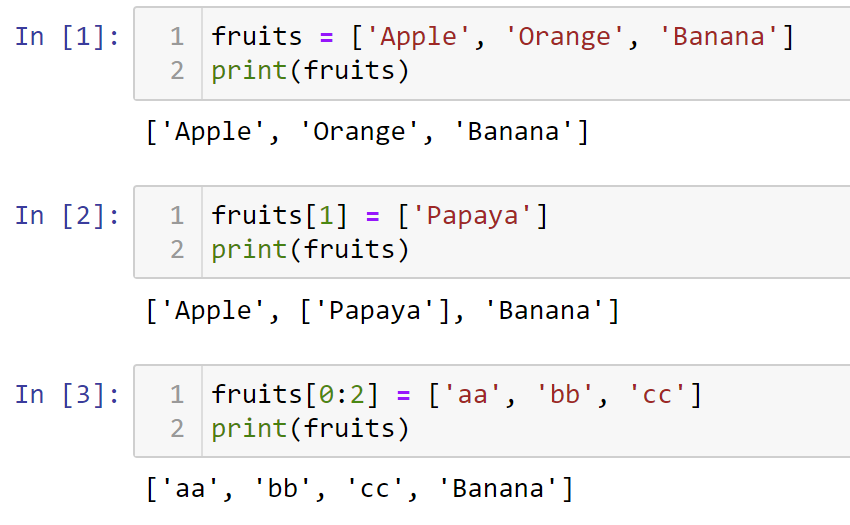 In [1]:
1 fruits = ['Apple', 'Orange', 'Banana']
2 print(fruits)
['Apple', 'Orange', 'Banana']
In [2]:
1 fruits[1] = ['Papaya']
2 print(fruits)
['Apple', ['Papaya'], 'Banana']
In [3]:
1 fruits[0:2] = ['aa', 'bb', 'cc']
2 print(fruits)
['aa', 'bb', 'cc', 'Banana']